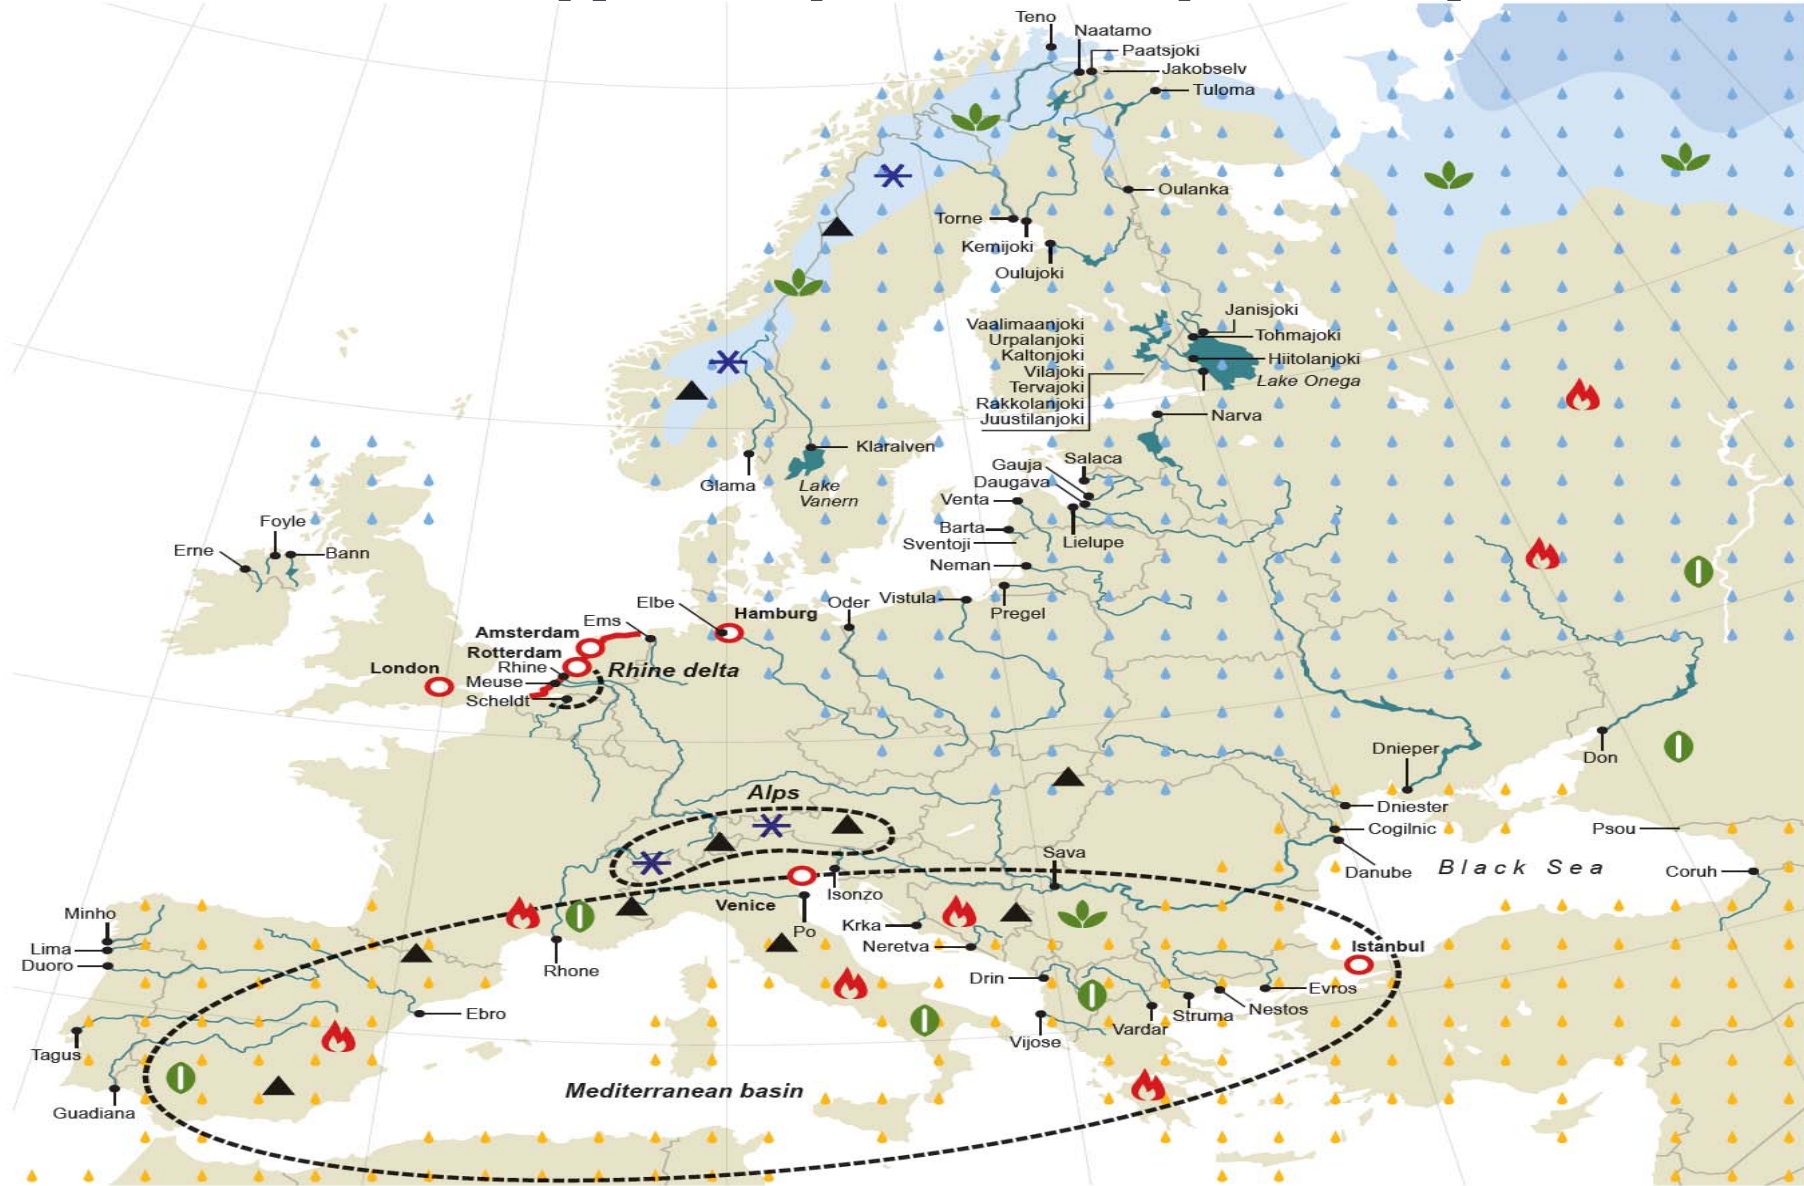 Teno
Naatamo
Paatsjoki
Jakobselv
Tuloma
Oulanka
Torne
Kemijoki
Oulujoki
Janisjoki
Vaalimaanjoki
Tohmajoki
Urpalanjoki
Kaltonjoki
Hiitolanjoki
Vilajoki
Lake Onega
Tervajoki
Rakkolanjoki
Juustilanjoki
Narva
Klaralven
Glama
Lake
Vanern
Salaca
Gauja
Daugava
Venta
Barta
Sventoji
Lielupe
Neman
Foyle
Erne
Bann
Vistula
Pregel
Oder
Elbe
Hamburg
Ems
Amsterdam
Rotterdam
Rhine
Rhine delta
London
Meuse
Scheldt
Dnieper
Don
Alps
Dniester
Cogilnic
Psou
Danube
Black Sea
Coruh
Sava
Isonzo
Venice
Po
Minho
Lima
Duoro
Krka
Neretva
Istanbul
Rhone
Drin
Evros
Nestos
Struma
Vardar
Vijose
Ebro
Tagus
Guadiana
Mediterranean basin